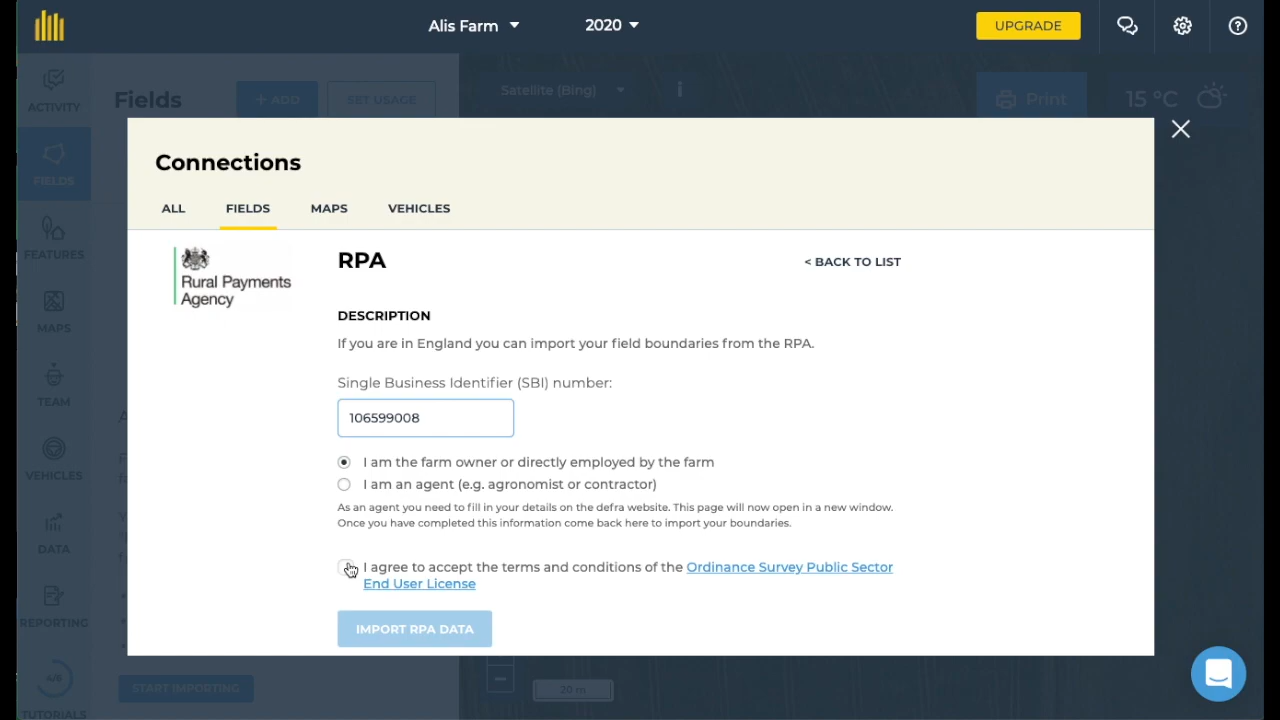 Alis Farm
2020
UPGRADE
ACTIVITY
Fields
+ ADD
SET USAGE
Satellite (Bing)
i
Print
15 °C
FIELDS
FEATURES
MAPS
TEAM
VEHICLES
DATA
REPORTING
4/8
TUTORIALS
START IMPORTING
20 m
Connections
ALL FIELDS MAPS VEHICLES
Rural Payments
Agency
RPA
< BACK TO LIST
DESCRIPTION
If you are in England you can import your field boundaries from the RPA.
Single Business Identifier (SBI) number:
106599008
I am the farm owner or directly employed by the farm
I am an agent (e.g. agronomist or contractor)
As an agent you need to fill in your details on the defra website. This page will now open in a new window.
Once you have completed this information come back here to import your boundaries.
I agree to accept the terms and conditions of the Ordinance Survey Public Sector
End User License
IMPORT RPA DATA